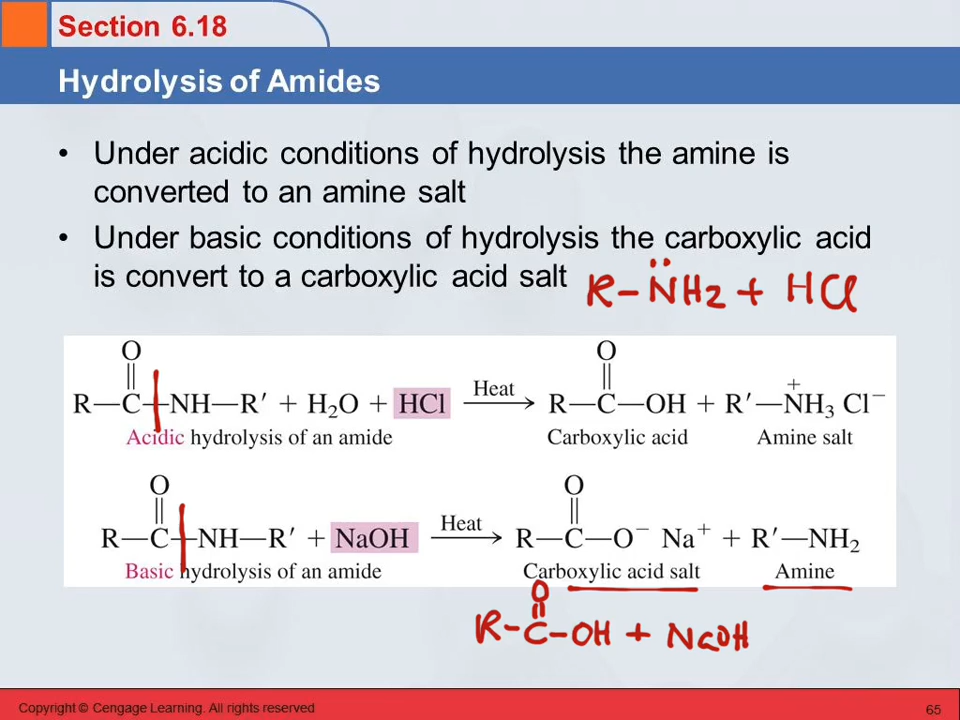 Section 6.18
Hydrolysis of Amides
• Under acidic conditions of hydrolysis the amine is
converted to an amine salt
• Under basic conditions of hydrolysis the carboxylic acid
is convert to a carboxylic acid salt
R–N̈H2 + HCl
O O
R—C—NH—R′ + H₂O + HCl Heat → R—C—OH + R′—N⁺H₃ Cl⁻
Acidic hydrolysis of an amide Carboxylic acid Amine salt
O O
R—C—NH—R′ + NaOH Heat → R—C—O⁻ Na⁺ + R′—NH₂
Basic hydrolysis of an amide Carboxylic acid salt Amine
O
R–C–OH + NaOH
Copyright © Cengage Learning. All rights reserved
65